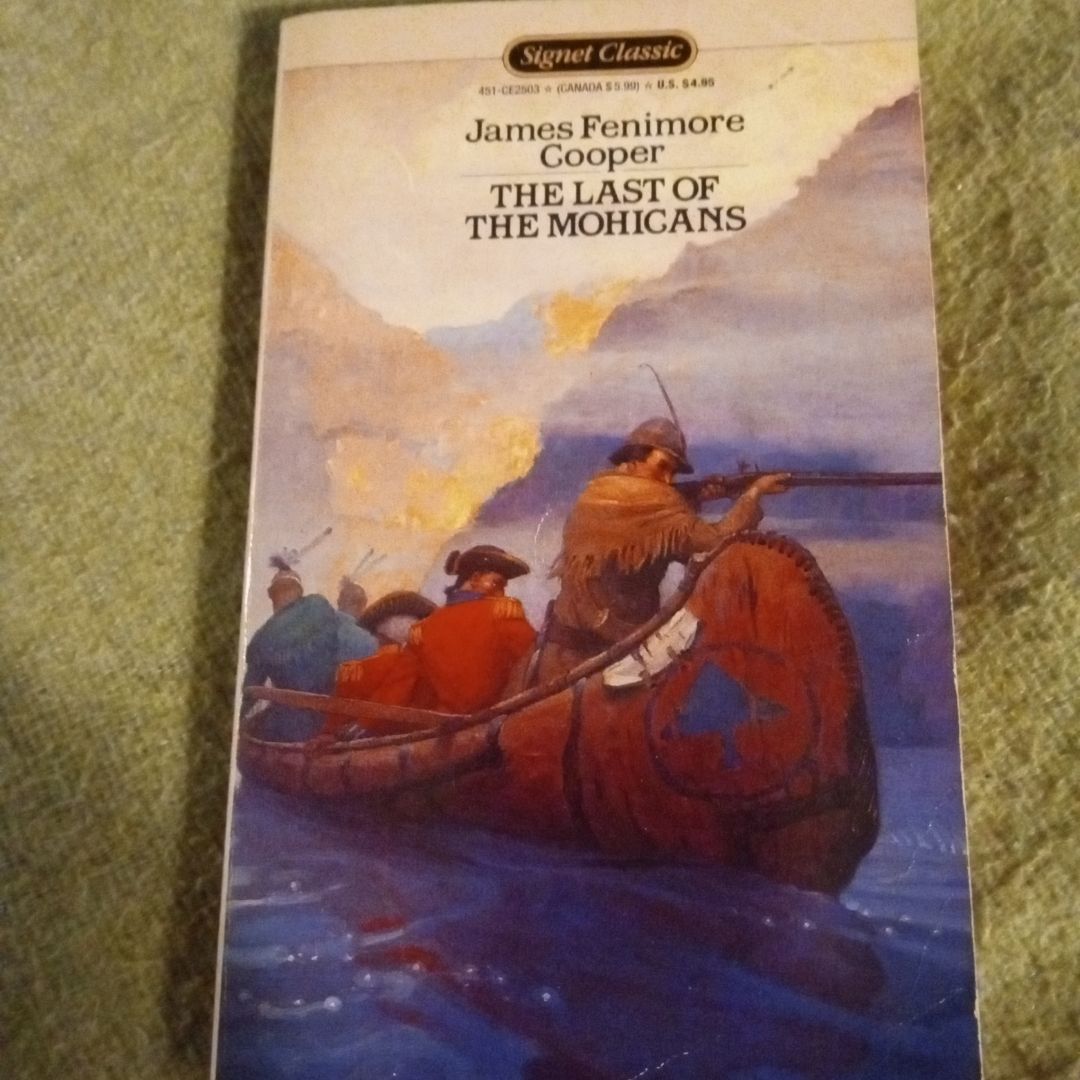 Signet Classic
451-CE2503 ☆ (CANADA $5.99) ☆ U.S. $4.95
James Fenimore
Cooper
THE LAST OF
THE MOHICANS